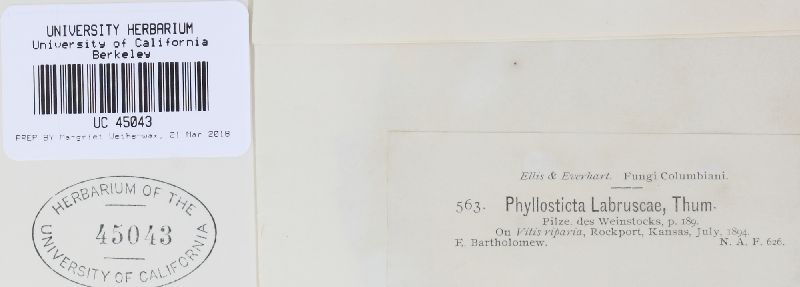 UNIVERSITY HERBARIUM
University of California
Berkeley
UC 45043
PREP BY Margriet Wetherwax, 21 Mar 2018
HERBARIUM OF THE
45043
UNIVERSITY OF CALIFORNIA
Ellis & Everhart. Fungi Columbiani.
563. Phyllosticta Labruscae, Thum.
Pilze. des Weinstocks, p. 189.
On Vitis riparia, Rockport, Kansas, July, 1894.
E. Bartholomew. N. A. F. 626.